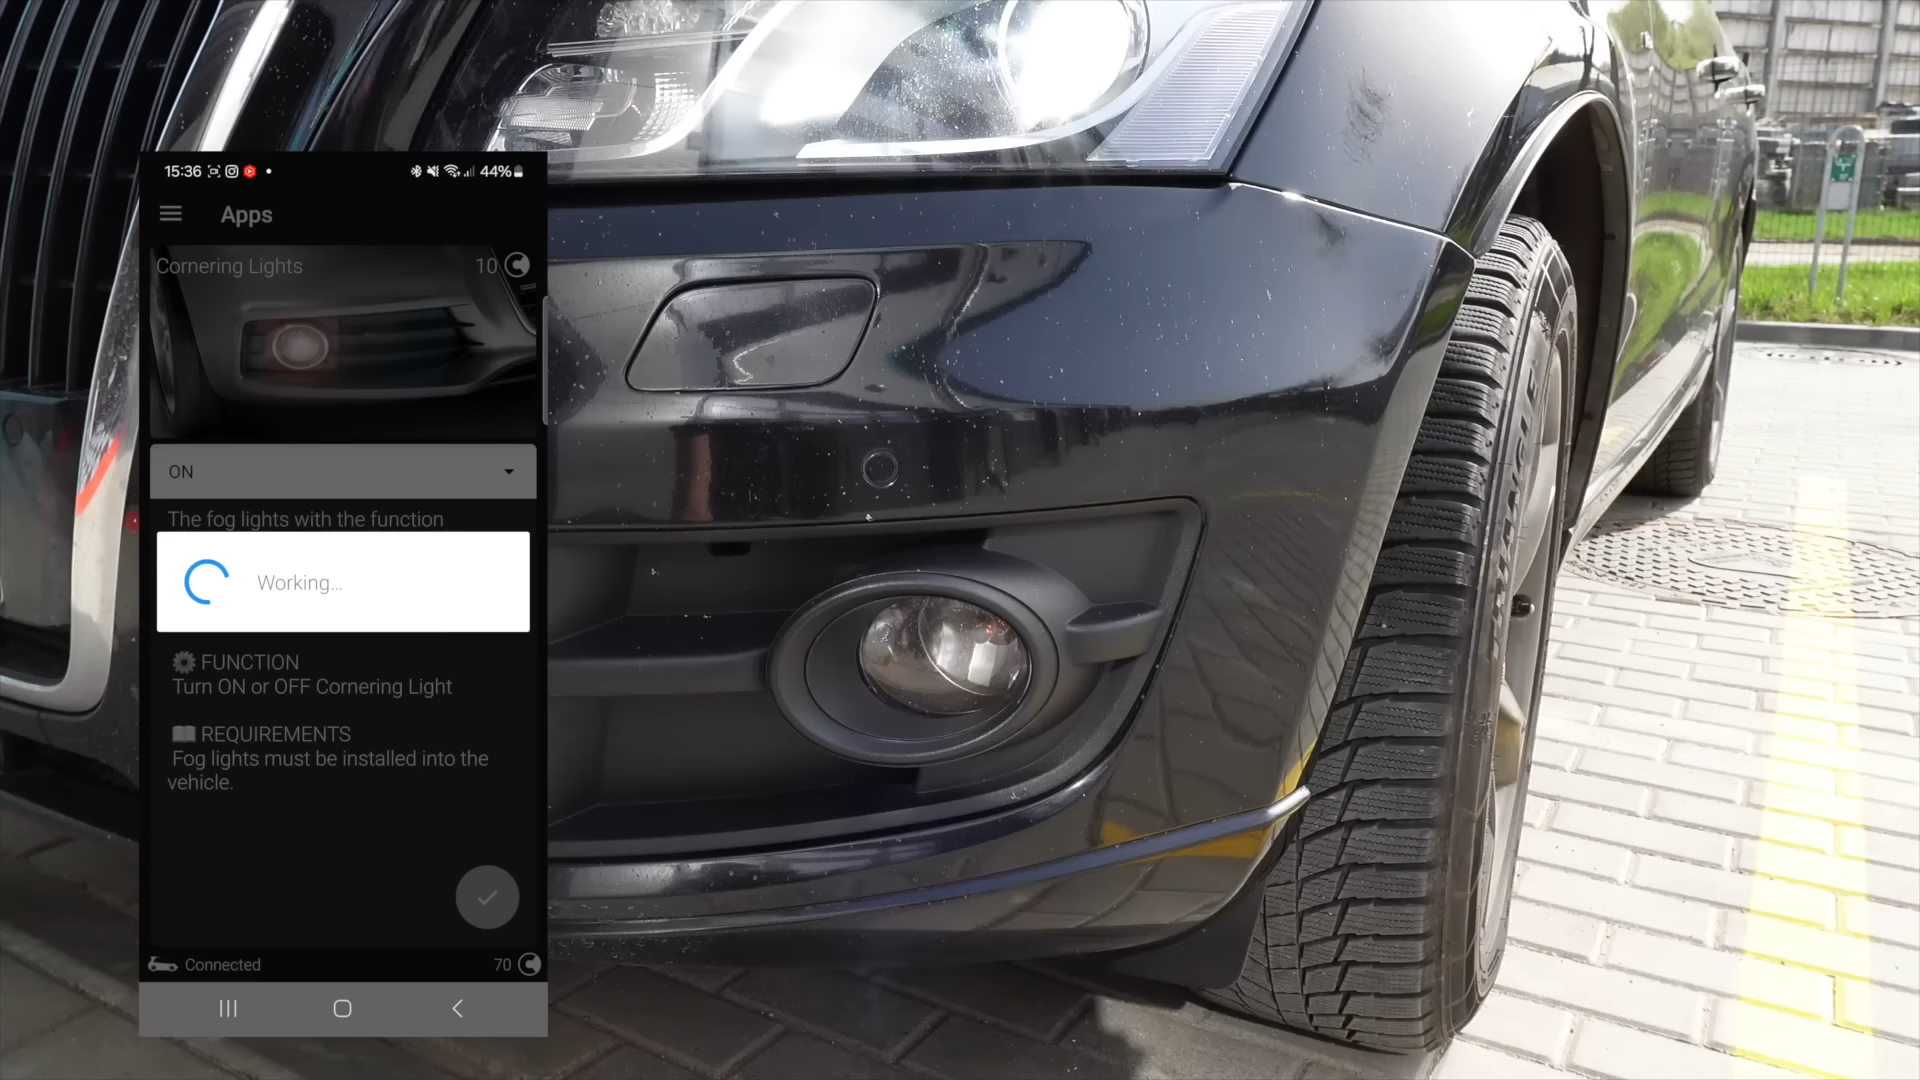 15:36 44%
Apps
Cornering Lights 10
ON
The fog lights with the function
Working...
FUNCTION
Turn ON or OFF Cornering Light
REQUIREMENTS
Fog lights must be installed into the
vehicle.
Connected 70